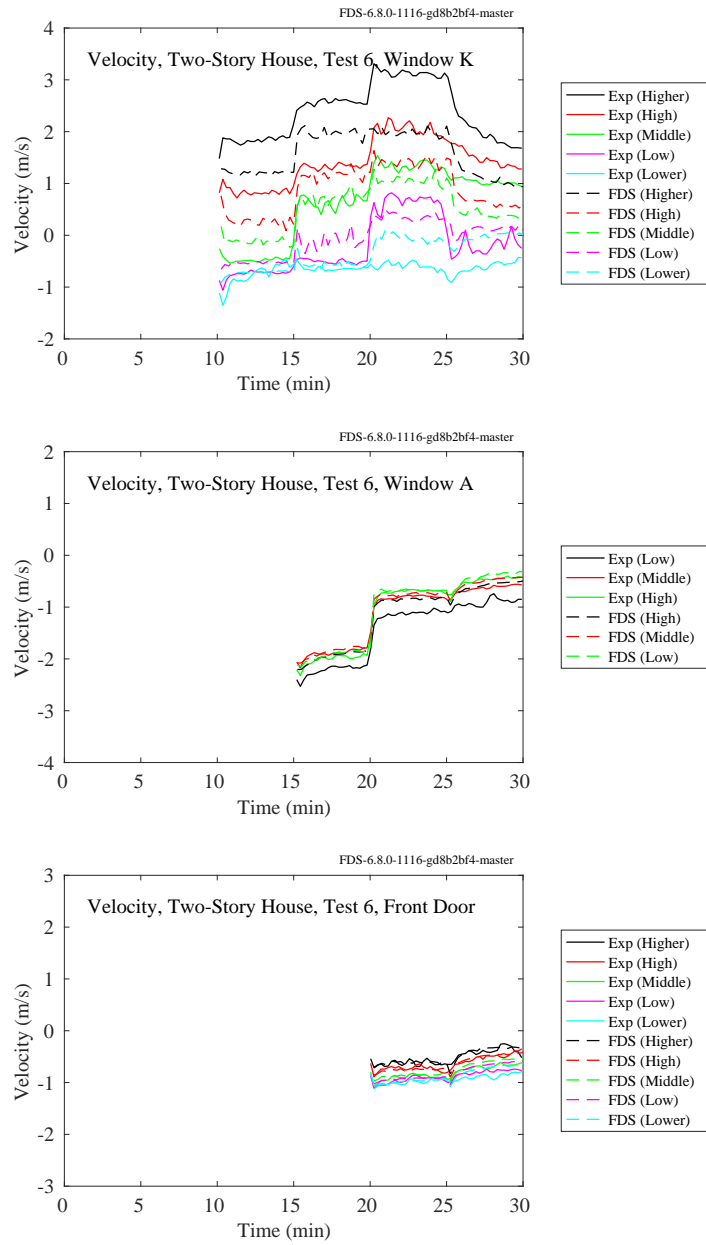 FDS-6.8.0-1116-gd8b2bf4-master
Velocity, Two-Story House, Test 6, Window K
4
3
2
1
0
-1
-2
Velocity (m/s)
0 5 10 15 20 25 30
Time (min)
Exp (Higher)
Exp (High)
Exp (Middle)
Exp (Low)
Exp (Lower)
FDS (Higher)
FDS (High)
FDS (Middle)
FDS (Low)
FDS (Lower)
FDS-6.8.0-1116-gd8b2bf4-master
Velocity, Two-Story House, Test 6, Window A
2
1
0
-1
-2
-3
-4
Velocity (m/s)
0 5 10 15 20 25 30
Time (min)
Exp (Low)
Exp (Middle)
Exp (High)
FDS (High)
FDS (Middle)
FDS (Low)
FDS-6.8.0-1116-gd8b2bf4-master
Velocity, Two-Story House, Test 6, Front Door
3
2
1
0
-1
-2
-3
Velocity (m/s)
0 5 10 15 20 25 30
Time (min)
Exp (Higher)
Exp (High)
Exp (Middle)
Exp (Low)
Exp (Lower)
FDS (Higher)
FDS (High)
FDS (Middle)
FDS (Low)
FDS (Lower)